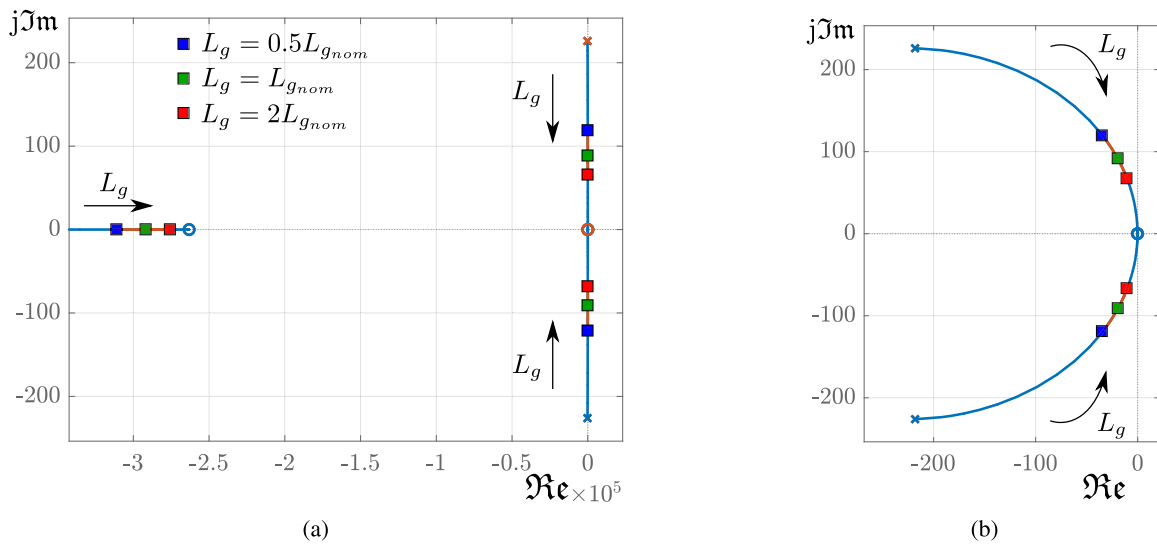 jℑm
200
100
0
-100
-200
L_g = 0.5L_{g_{nom}}
L_g = L_{g_{nom}}
L_g = 2L_{g_{nom}}
L_g
L_g
L_g
-3 -2.5 -2 -1.5 -1 -0.5 0
ℜe ×10^5
(a)
jℑm
200
100
0
-100
-200
L_g
L_g
-200 -100 0
ℜe
(b)